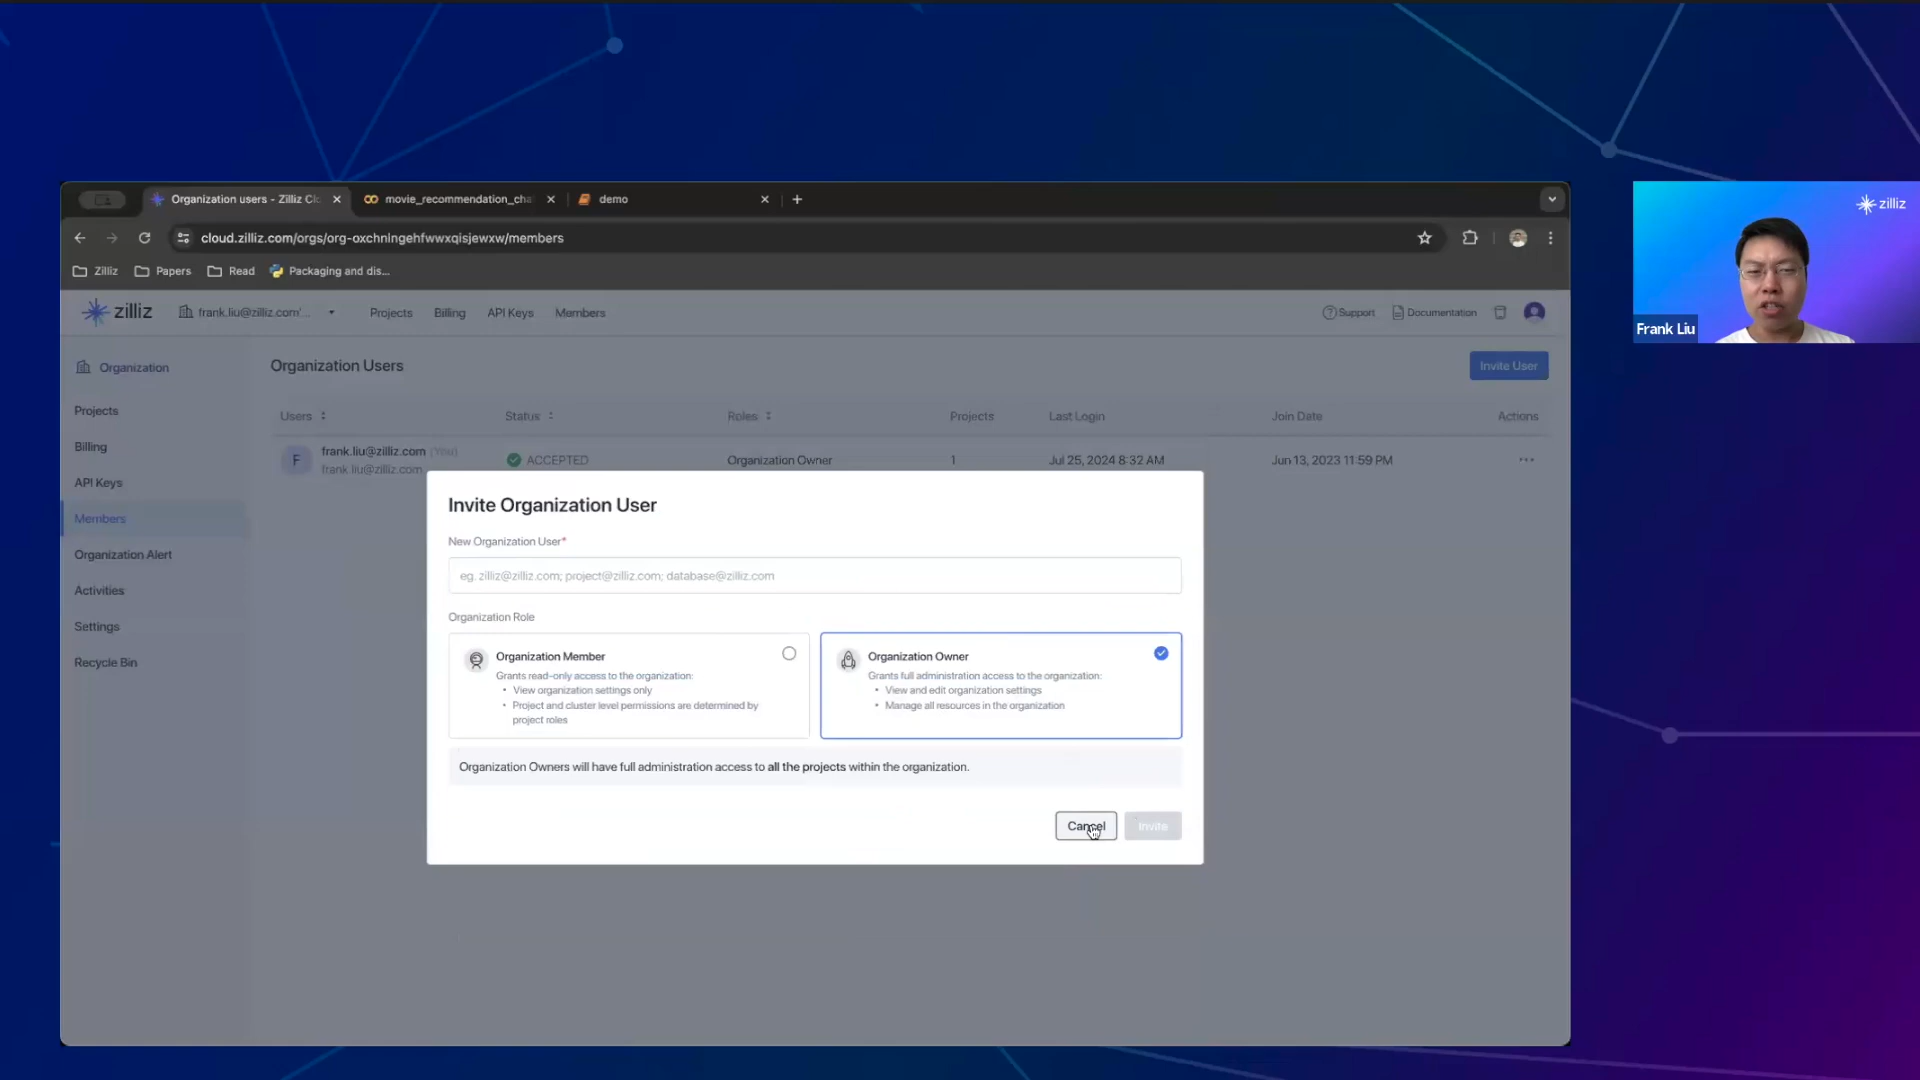 Organization users - Zilliz Cl
movie_recommendation_cha
demo
cloud.zilliz.com/orgs/org-oxchnlngehfwwxqisjewxw/members
Zilliz
Papers
Read
Packaging and dis...
zilliz
frank.liu@zilliz.com'...
Projects
Billing
API Keys
Members
Support
Documentation
zilliz
Frank Liu
Organization
Projects
Billing
API Keys
Members
Organization Alert
Activities
Settings
Recycle Bin
Organization Users
Invite User
Users
Status
Roles
Projects
Last Login
Join Date
Actions
F
frank.liu@zilliz.com (You)
frank.liu@zilliz.com
ACCEPTED
Organization Owner
1
Jul 25, 2024 8:32 AM
Jun 13, 2023 11:59 PM
Invite Organization User
New Organization User*
eg. zilliz@zilliz.com; project@zilliz.com; database@zilliz.com
Organization Role
Organization Member
Grants read-only access to the organization:
• View organization settings only
• Project and cluster level permissions are determined by
project roles
Organization Owner
Grants full administration access to the organization:
• View and edit organization settings
• Manage all resources in the organization
Organization Owners will have full administration access to all the projects within the organization.
Cancel
Invite